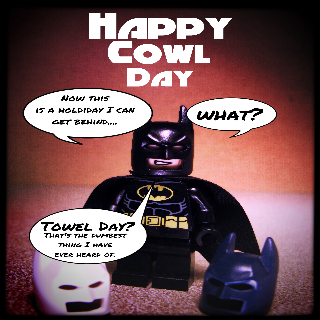 HAPPY
COWL
DAY
NOW THIS
IS A HOLDIDAY I CAN
GET BEHIND....
WHAT?
TOWEL DAY?
THAT'S THE DUMBEST
THING I HAVE
EVER HEARD OF.